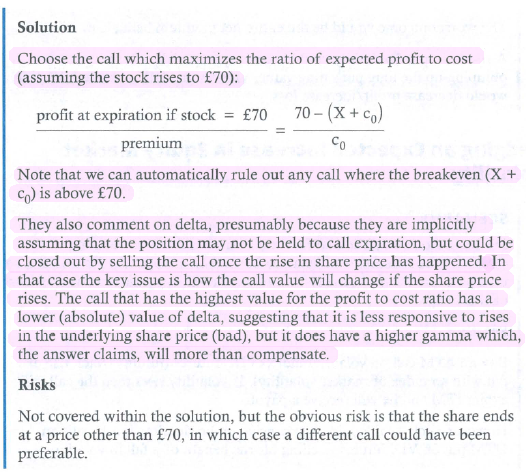 Solution
Choose the call which maximizes the ratio of expected profit to cost
(assuming the stock rises to £70):
profit at expiration if stock = £70 / premium = 70 – (X + c₀) / c₀
Note that we can automatically rule out any call where the breakeven (X +
c₀) is above £70.
They also comment on delta, presumably because they are implicitly
assuming that the position may not be held to call expiration, but could be
closed out by selling the call once the rise in share price has happened. In
that case the key issue is how the call value will change if the share price
rises. The call that has the highest value for the profit to cost ratio has a
lower (absolute) value of delta, suggesting that it is less responsive to rises
in the underlying share price (bad), but it does have a higher gamma which,
the answer claims, will more than compensate.
Risks
Not covered within the solution, but the obvious risk is that the share ends
at a price other than £70, in which case a different call could have been
preferable.